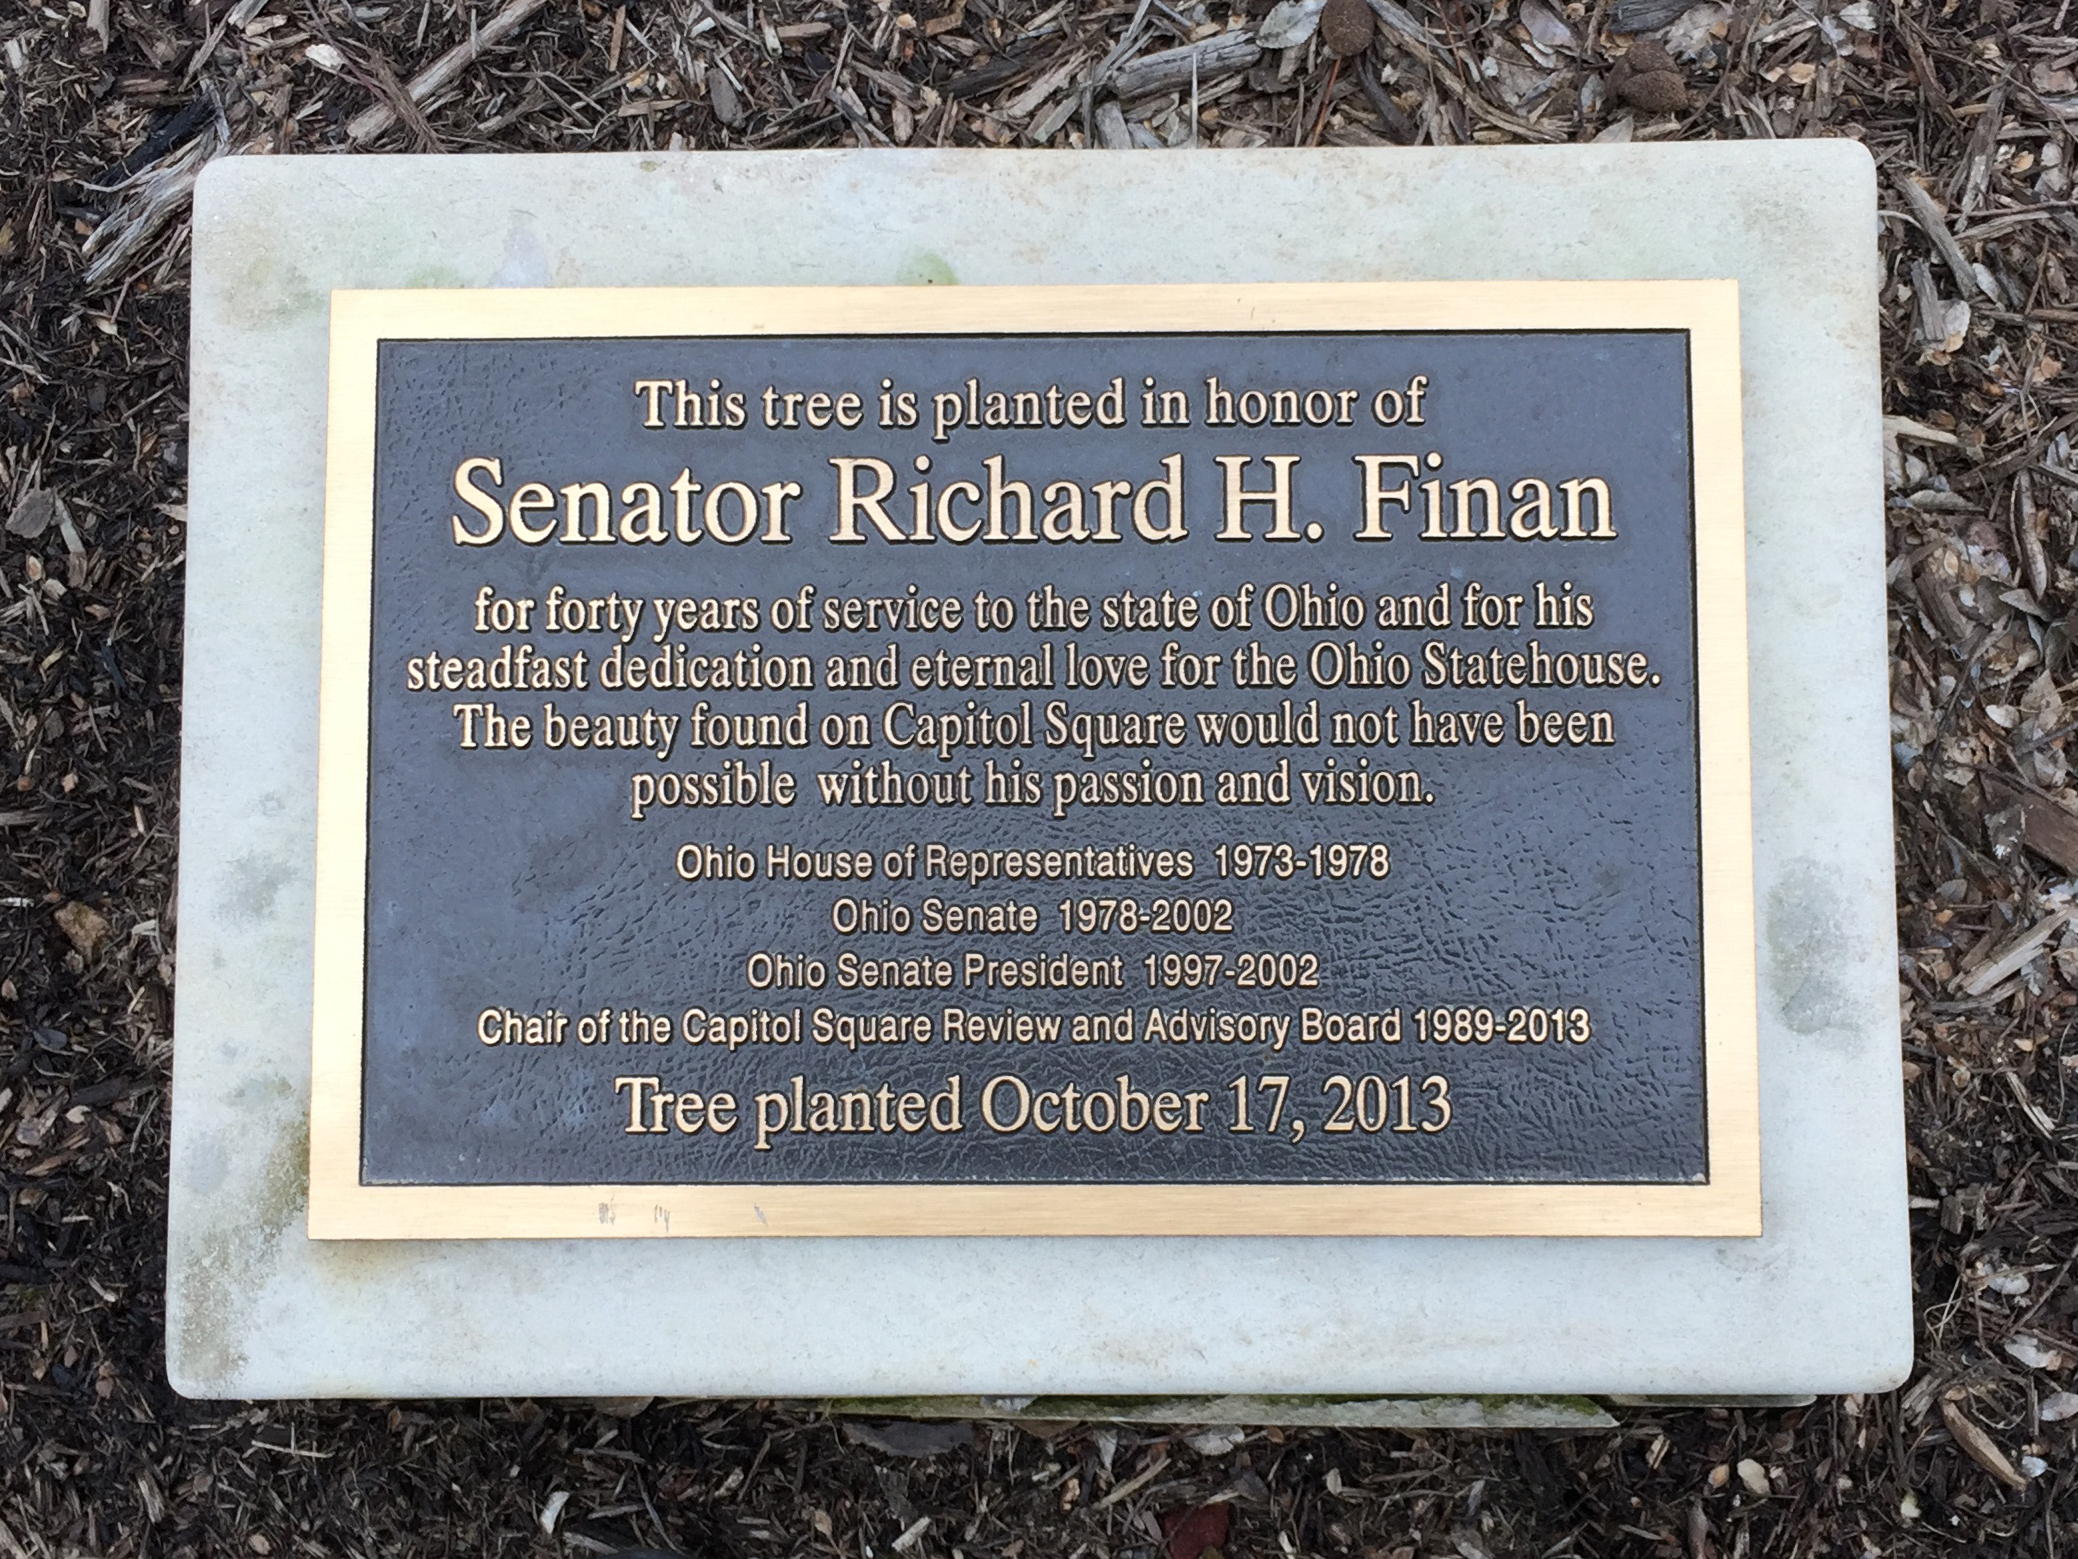 This tree is planted in honor of
Senator Richard H. Finan
for forty years of service to the state of Ohio and for his
steadfast dedication and eternal love for the Ohio Statehouse.
The beauty found on Capitol Square would not have been
possible  without his passion and vision.
Ohio House of Representatives  1973-1978
Ohio Senate  1978-2002
Ohio Senate President  1997-2002
Chair of the Capitol Square Review and Advisory Board 1989-2013
Tree planted October 17, 2013